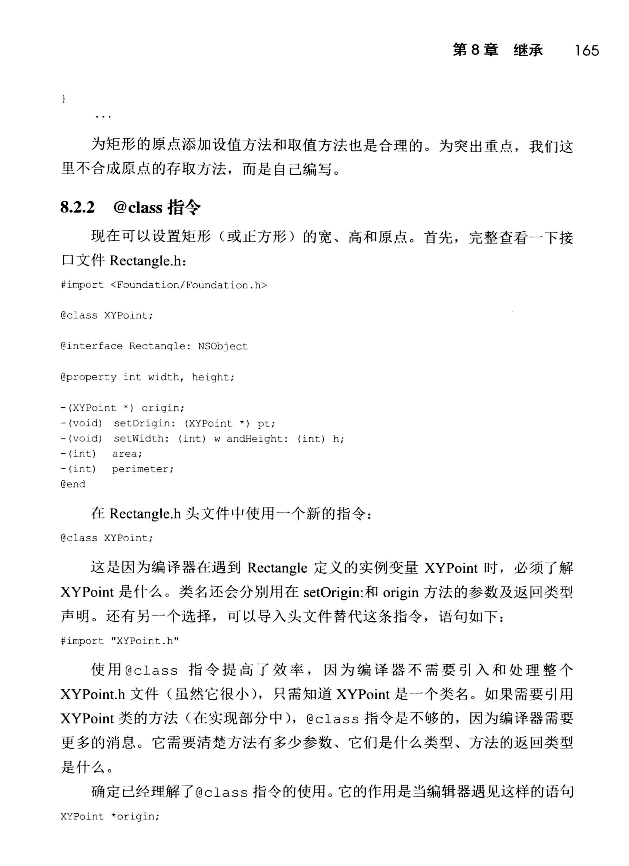 第 8 章 继承 165
}
...
为矩形的原点添加设值方法和取值方法也是合理的。为突出重点，我们这
里不合成原点的存取方法，而是自己编写。
8.2.2 @class 指令
现在可以设置矩形（或正方形）的宽、高和原点。首先，完整查看一下接
口文件 Rectangle.h：
#import <Foundation/Foundation.h>
@class XYPoint;
@interface Rectangle: NSObject
@property int width, height;
-(XYPoint *) origin;
-(void) setOrigin: (XYPoint *) pt;
-(void) setWidth: (int) w andHeight: (int) h;
-(int) area;
-(int) perimeter;
@end
在 Rectangle.h 头文件中使用一个新的指令：
@class XYPoint;
这是因为编译器在遇到 Rectangle 定义的实例变量 XYPoint 时，必须了解
XYPoint 是什么。类名还会分别用在 setOrigin:和 origin 方法的参数及返回类型
声明。还有另一个选择，可以导入头文件替代这条指令，语句如下：
#import "XYPoint.h"
使用@class 指令提高了效率，因为编译器不需要引入和处理整个
XYPoint.h 文件（虽然它很小），只需知道 XYPoint 是一个类名。如果需要引用
XYPoint 类的方法（在实现部分中），@class 指令是不够的，因为编译器需要
更多的消息。它需要清楚方法有多少参数、它们是什么类型、方法的返回类型
是什么。
确定已经理解了@class 指令的使用。它的作用是当编辑器遇见这样的语句
XYPoint *origin;